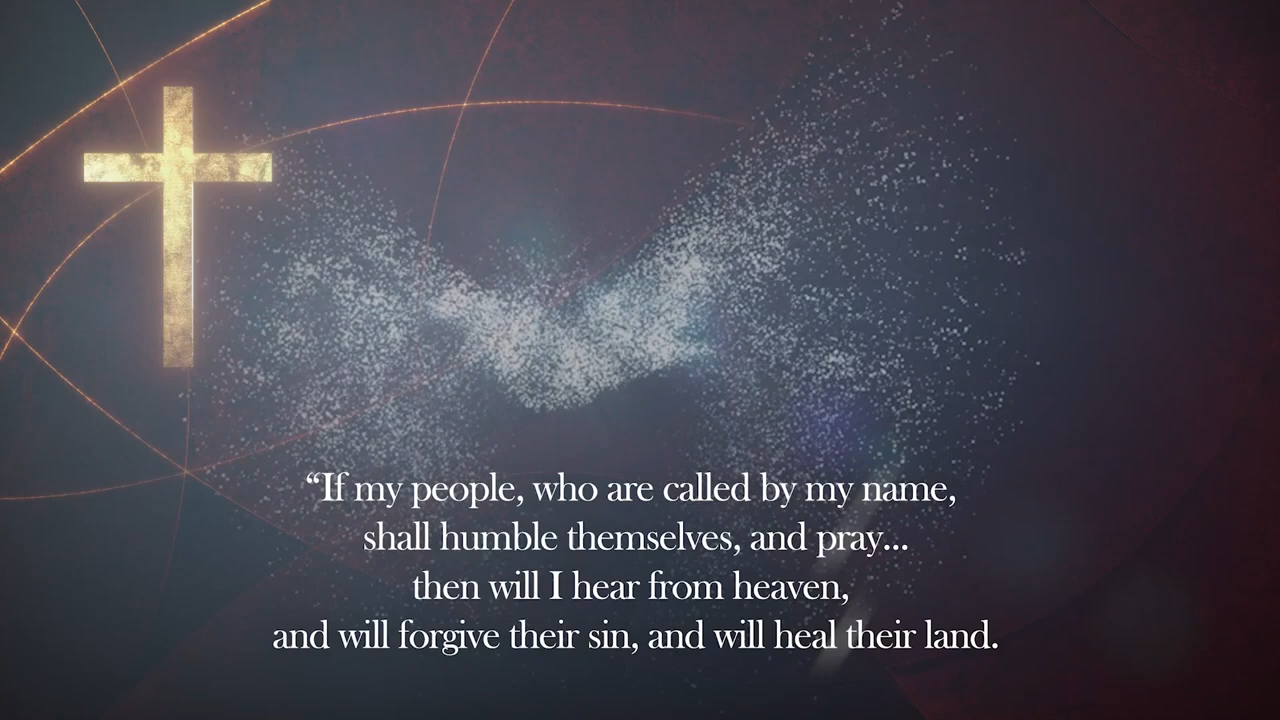 “If my people, who are called by my name,
shall humble themselves, and pray...
then will I hear from heaven,
and will forgive their sin, and will heal their land.